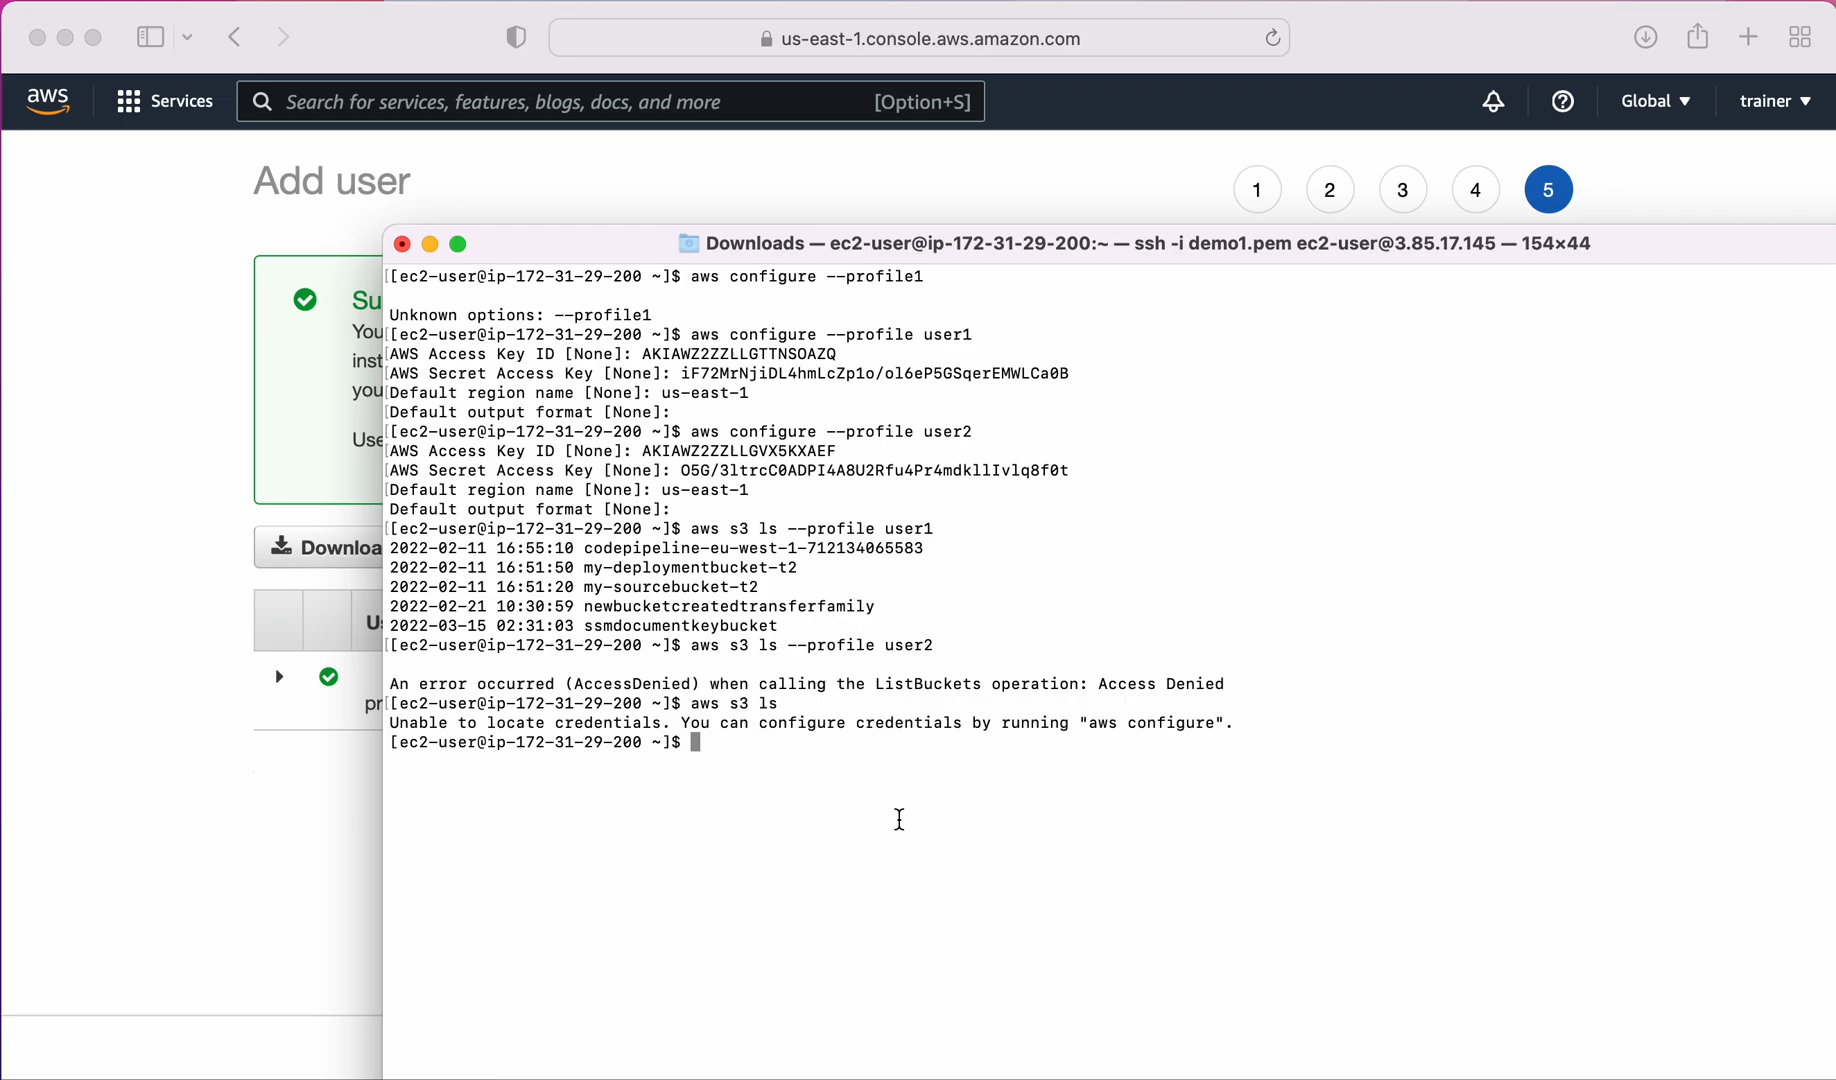 us-east-1.console.aws.amazon.com
aws Services Search for services, features, blogs, docs, and more [Option+S] Global trainer
Add user
1 2 3 4 5
Downloads — ec2-user@ip-172-31-29-200:~ — ssh -i demo1.pem ec2-user@3.85.17.145 — 154×44
Su
You
inst
you
Use
Downloa
Us
pr
[[ec2-user@ip-172-31-29-200 ~]$ aws configure --profile1
Unknown options: --profile1
[[ec2-user@ip-172-31-29-200 ~]$ aws configure --profile user1
[AWS Access Key ID [None]: AKIAWZ2ZZLLGTTNSOAZQ
[AWS Secret Access Key [None]: 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
[Default region name [None]: us-east-1
[Default output format [None]:
[[ec2-user@ip-172-31-29-200 ~]$ aws configure --profile user2
[AWS Access Key ID [None]: AKIAWZ2ZZLLGVX5KXAEF
[AWS Secret Access Key [None]: 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
[Default region name [None]: us-east-1
Default output format [None]:
[[ec2-user@ip-172-31-29-200 ~]$ aws s3 ls --profile user1
2022-02-11 16:55:10 codepipeline-eu-west-1-712134065583
2022-02-11 16:51:50 my-deploymentbucket-t2
2022-02-11 16:51:20 my-sourcebucket-t2
2022-02-21 10:30:59 newbucketcreatedtransferfamily
2022-03-15 02:31:03 ssmdocumentkeybucket
[[ec2-user@ip-172-31-29-200 ~]$ aws s3 ls --profile user2
An error occurred (AccessDenied) when calling the ListBuckets operation: Access Denied
[[ec2-user@ip-172-31-29-200 ~]$ aws s3 ls
Unable to locate credentials. You can configure credentials by running "aws configure".
[ec2-user@ip-172-31-29-200 ~]$